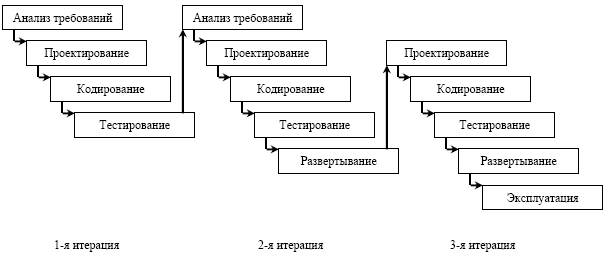 Анализ требований
Проектирование
Кодирование
Тестирование
Анализ требований
Проектирование
Кодирование
Тестирование
Развертывание
Проектирование
Кодирование
Тестирование
Развертывание
Эксплуатация
1-я итерация
2-я итерация
3-я итерация